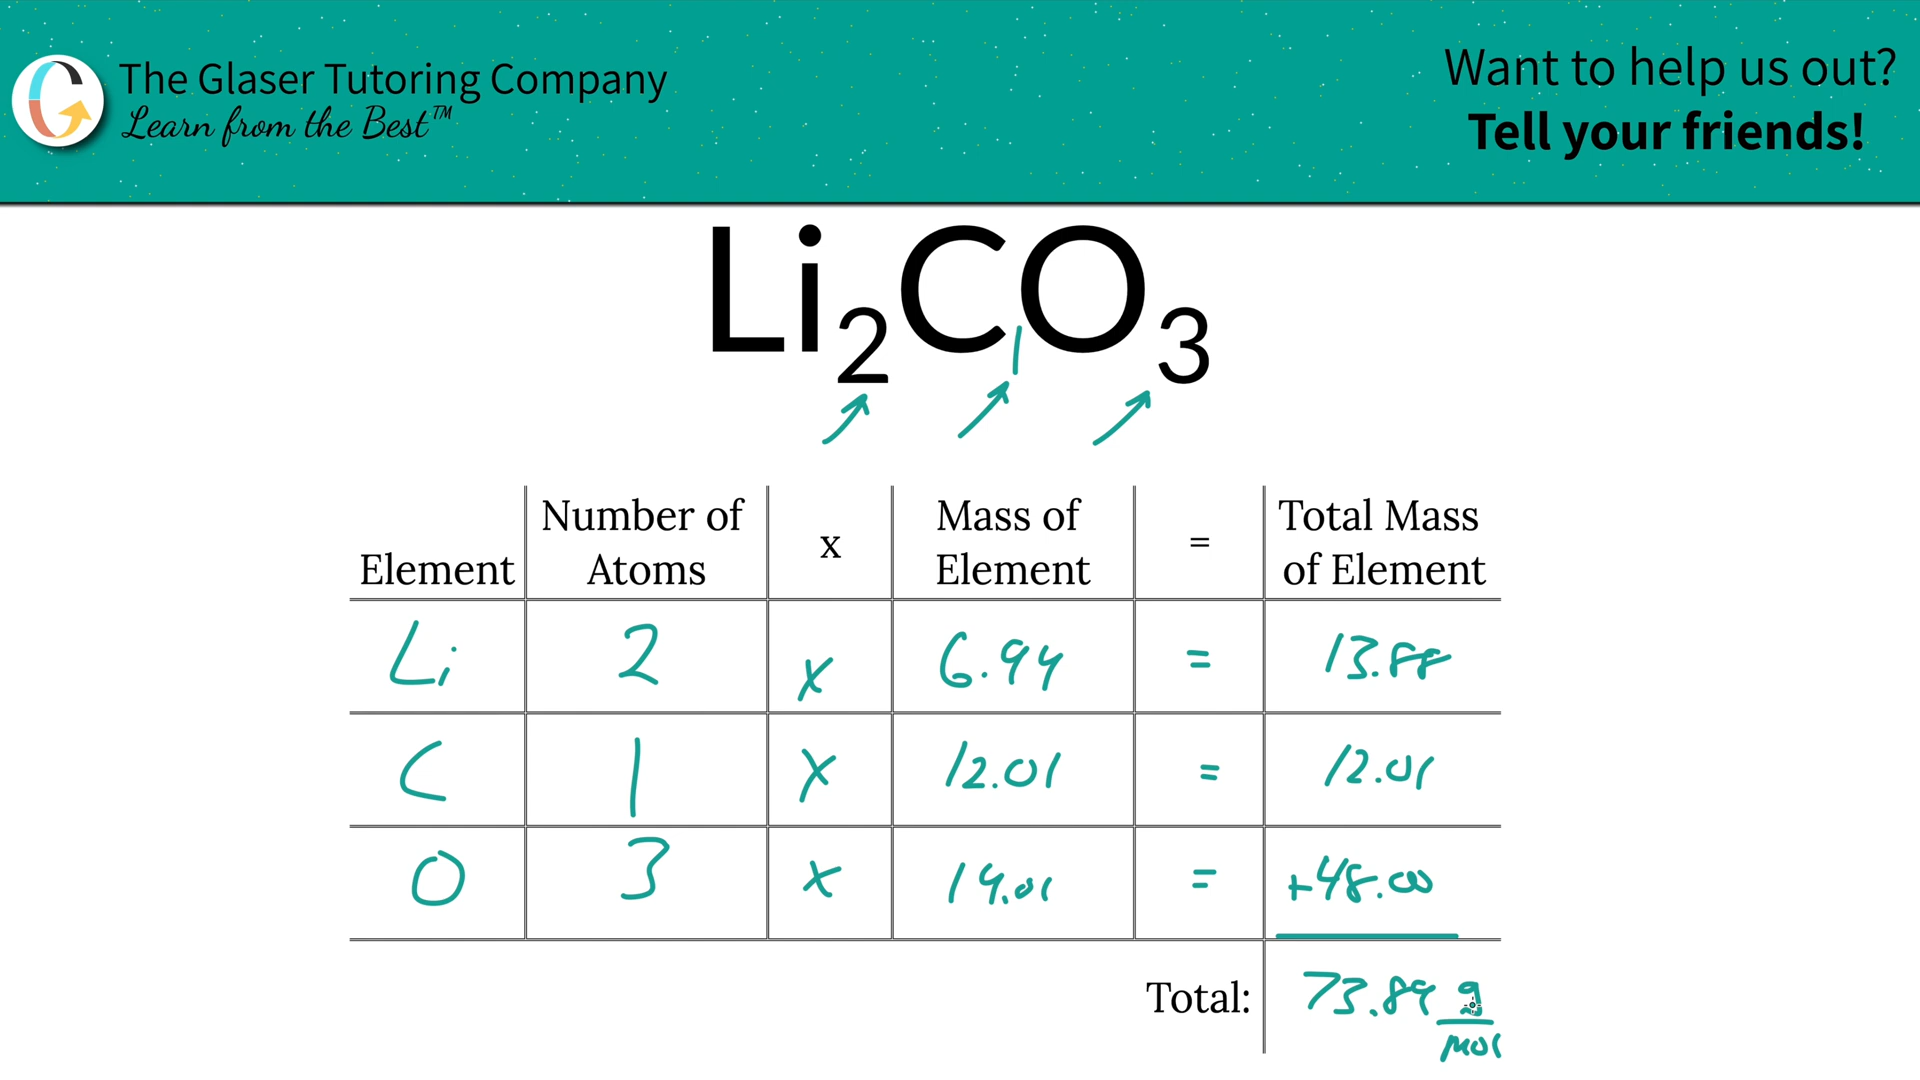 The Glaser Tutoring Company
Learn from the Best™
Want to help us out?
Tell your friends!
Li₂CO₃
1
Element | Number of Atoms | x | Mass of Element | = | Total Mass of Element
Li | 2 | x | 6.94 | = | 13.88
C | 1 | x | 12.01 | = | 12.01
O | 3 | x | 14.01 | = | +48.00
Total: 73.89 g/mol